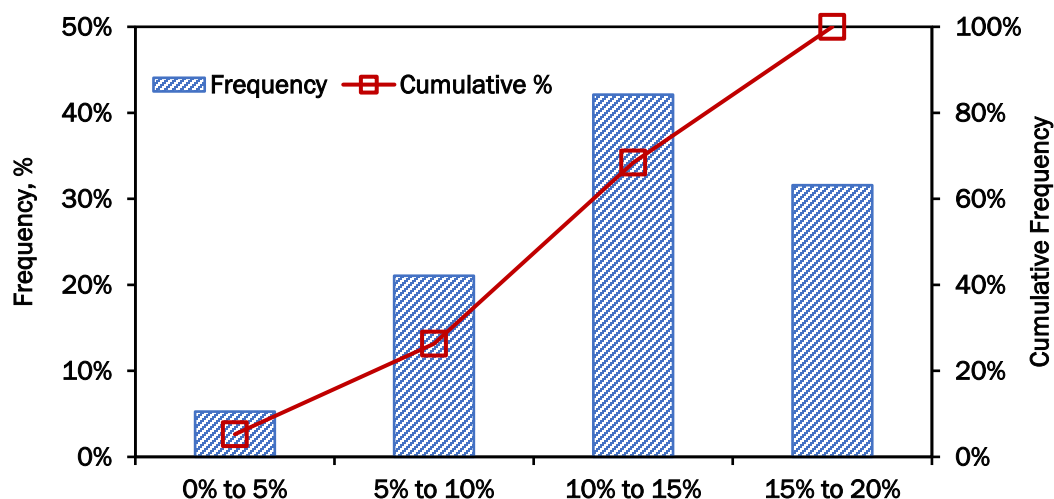 50%
40%
30%
20%
10%
0%
Frequency, %
Frequency
Cumulative %
100%
80%
60%
40%
20%
0%
Cumulative Frequency
0% to 5%
5% to 10%
10% to 15%
15% to 20%